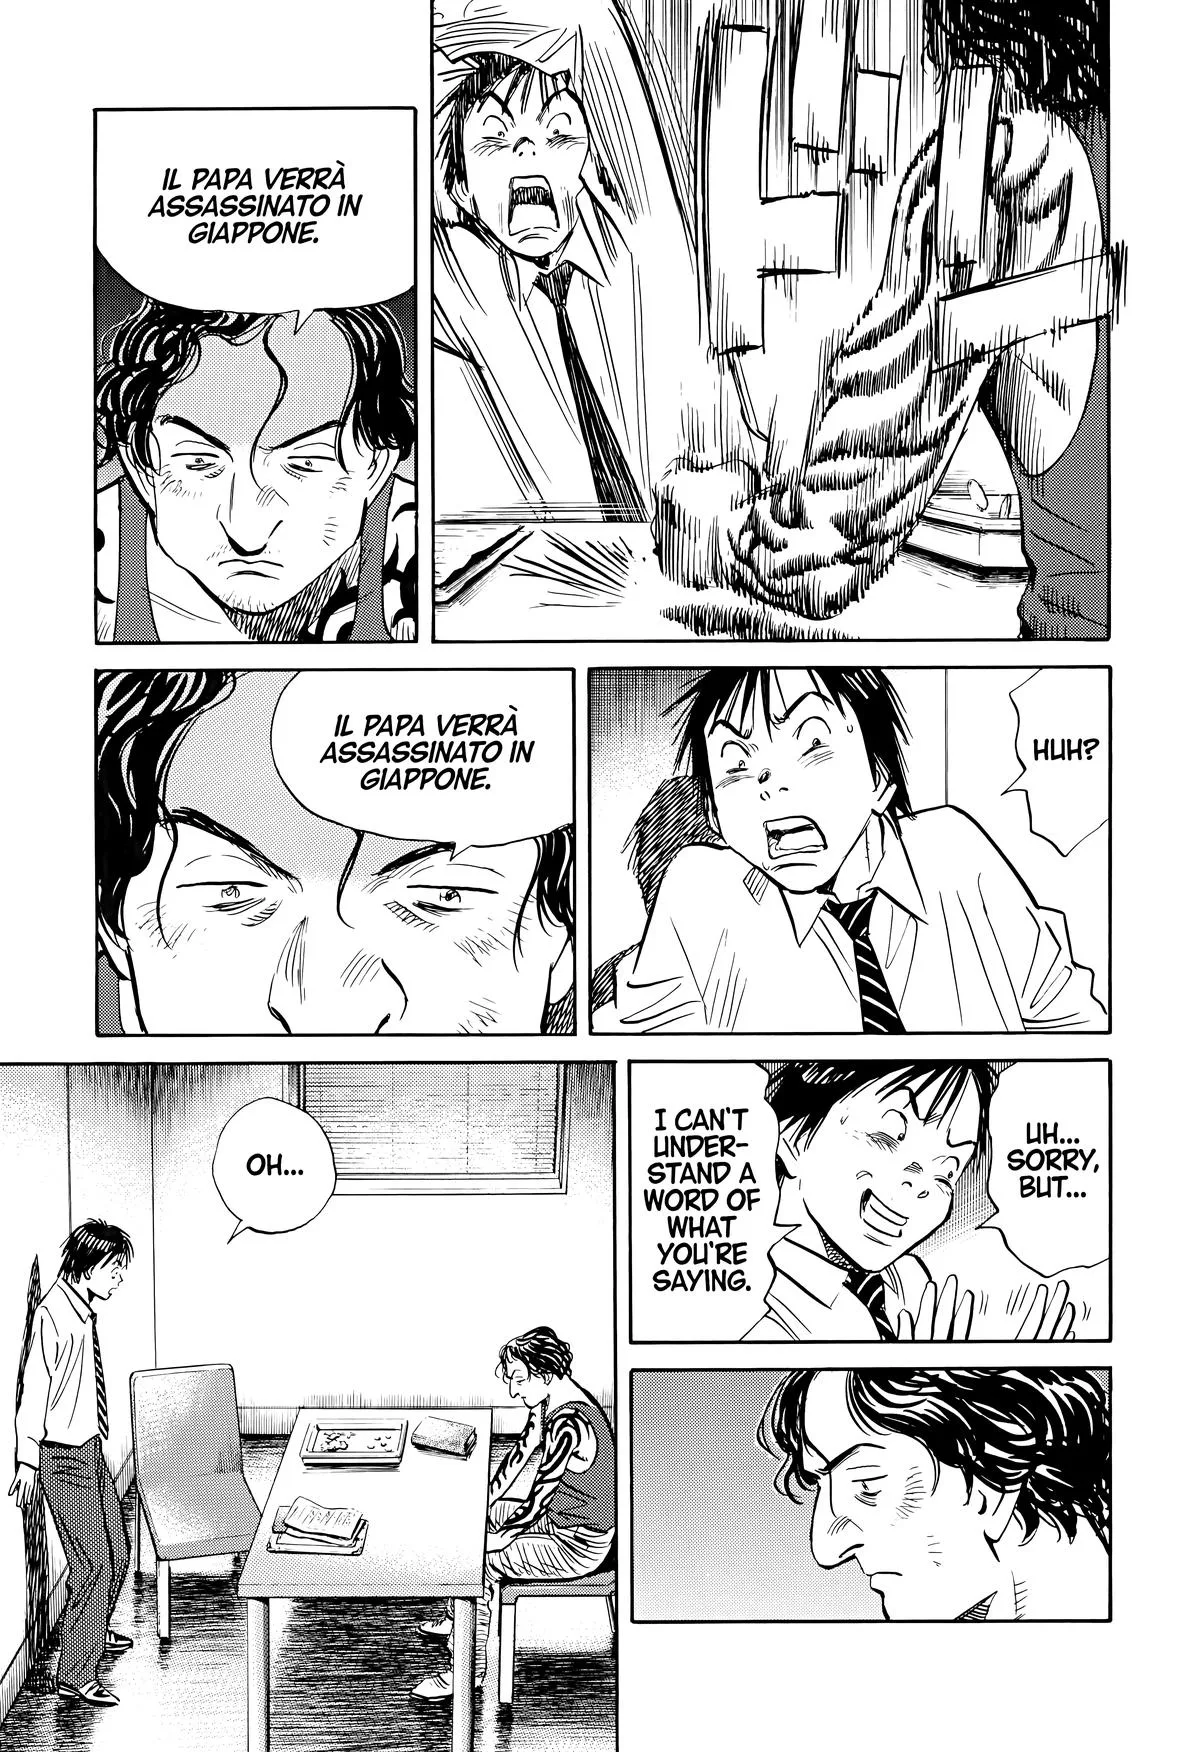 IL PAPA VERRÀ
ASSASSINATO IN
GIAPPONE.
HUH?
IL PAPA VERRÀ
ASSASSINATO IN
GIAPPONE.
UH...
SORRY,
BUT...
I CAN'T
UNDER-
STAND A
WORD OF
WHAT
YOU'RE
SAYING.
OH...